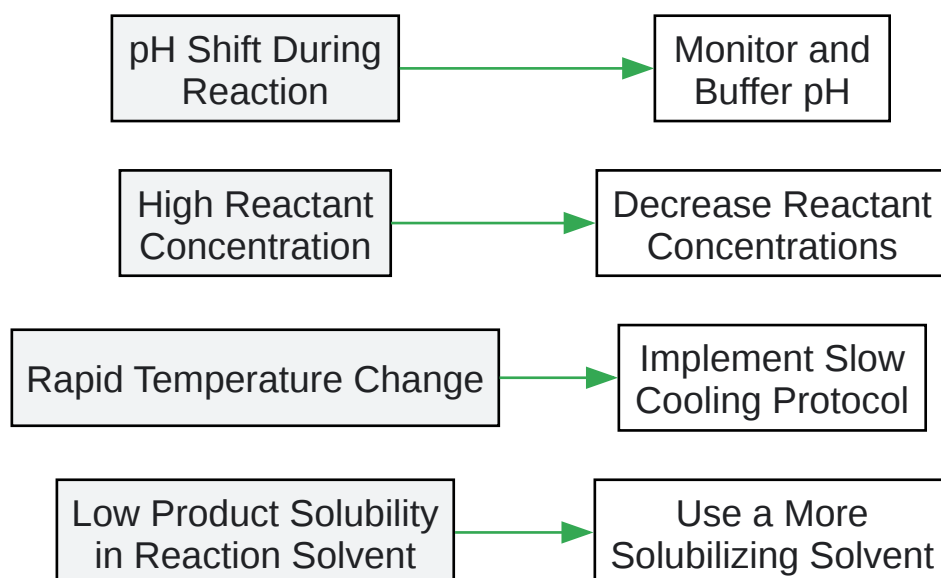 pH Shift During
Reaction
Monitor and
Buffer pH
High Reactant
Concentration
Decrease Reactant
Concentrations
Rapid Temperature Change
Implement Slow
Cooling Protocol
Low Product Solubility
in Reaction Solvent
Use a More
Solubilizing Solvent